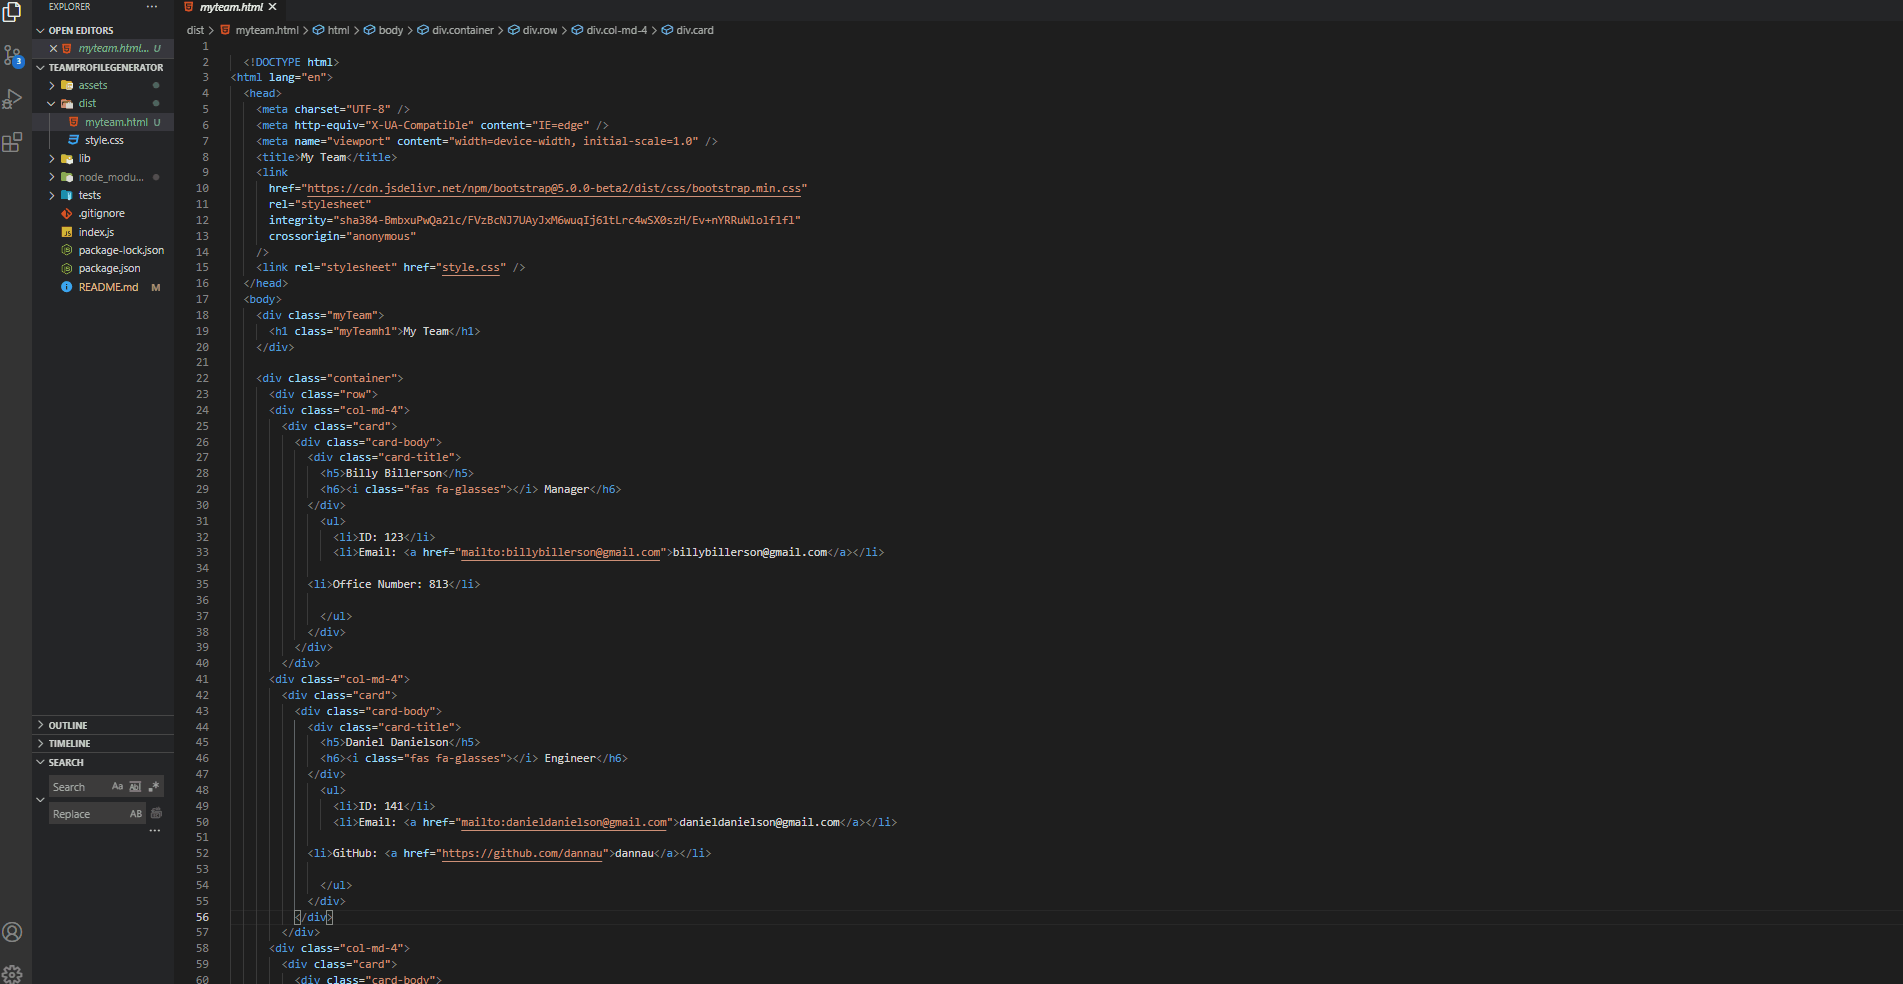 EXPLORER ···
OPEN EDITORS
myteam.html... U
TEAMPROFILEGENERATOR
assets
dist
myteam.html U
style.css
lib
node_modu...
tests
.gitignore
index.js
package-lock.json
package.json
README.md M
OUTLINE
TIMELINE
SEARCH
Search Aa Abl .*
Replace AB
···
3
myteam.html
dist > myteam.html > html > body > div.container > div.row > div.col-md-4 > div.card
1
2 <!DOCTYPE html>
3 <html lang="en">
4 <head>
5 <meta charset="UTF-8" />
6 <meta http-equiv="X-UA-Compatible" content="IE=edge" />
7 <meta name="viewport" content="width=device-width, initial-scale=1.0" />
8 <title>My Team</title>
9 <link
10 href="https://cdn.jsdelivr.net/npm/bootstrap@5.0.0-beta2/dist/css/bootstrap.min.css"
11 rel="stylesheet"
12 integrity="sha384-BmbxuPwQa2lc/FVzBcNJ7UAyJxM6wuqIj61tLrc4wSX0szH/Ev+nYRRuWlolflfl"
13 crossorigin="anonymous"
14 />
15 <link rel="stylesheet" href="style.css" />
16 </head>
17 <body>
18 <div class="myTeam">
19 <h1 class="myTeamh1">My Team</h1>
20 </div>
21
22 <div class="container">
23 <div class="row">
24 <div class="col-md-4">
25 <div class="card">
26 <div class="card-body">
27 <div class="card-title">
28 <h5>Billy Billerson</h5>
29 <h6><i class="fas fa-glasses"></i> Manager</h6>
30 </div>
31 <ul>
32 <li>ID: 123</li>
33 <li>Email: <a href="mailto:billybillerson@gmail.com">billybillerson@gmail.com</a></li>
34
35 <li>Office Number: 813</li>
36
37 </ul>
38 </div>
39 </div>
40 </div>
41 <div class="col-md-4">
42 <div class="card">
43 <div class="card-body">
44 <div class="card-title">
45 <h5>Daniel Danielson</h5>
46 <h6><i class="fas fa-glasses"></i> Engineer</h6>
47 </div>
48 <ul>
49 <li>ID: 141</li>
50 <li>Email: <a href="mailto:danieldanielson@gmail.com">danieldanielson@gmail.com</a></li>
51
52 <li>GitHub: <a href="https://github.com/dannau">dannau</a></li>
53
54 </ul>
55 </div>
56 </div>
57 </div>
58 <div class="col-md-4">
59 <div class="card">
60 <div class="card-body">